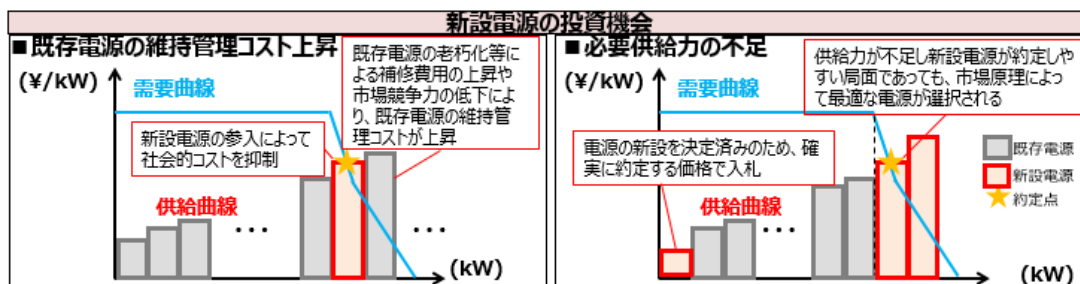 新設電源の投資機会
■既存電源の維持管理コスト上昇
(¥/kW)
需要曲線
既存電源の老朽化等に
よる補修費用の上昇や
市場競争力の低下によ
り、既存電源の維持管
理コストが上昇
新設電源の参入によって
社会的コストを抑制
供給曲線
…
…
(kW)
■必要供給力の不足
(¥/kW)
需要曲線
供給力が不足し新設電源が約定しや
すい局面であっても、市場原理によっ
て最適な電源が選択される
電源の新設を決定済みのため、確
実に約定する価格で入札
供給曲線
…
既存電源
新設電源
約定点
(kW)